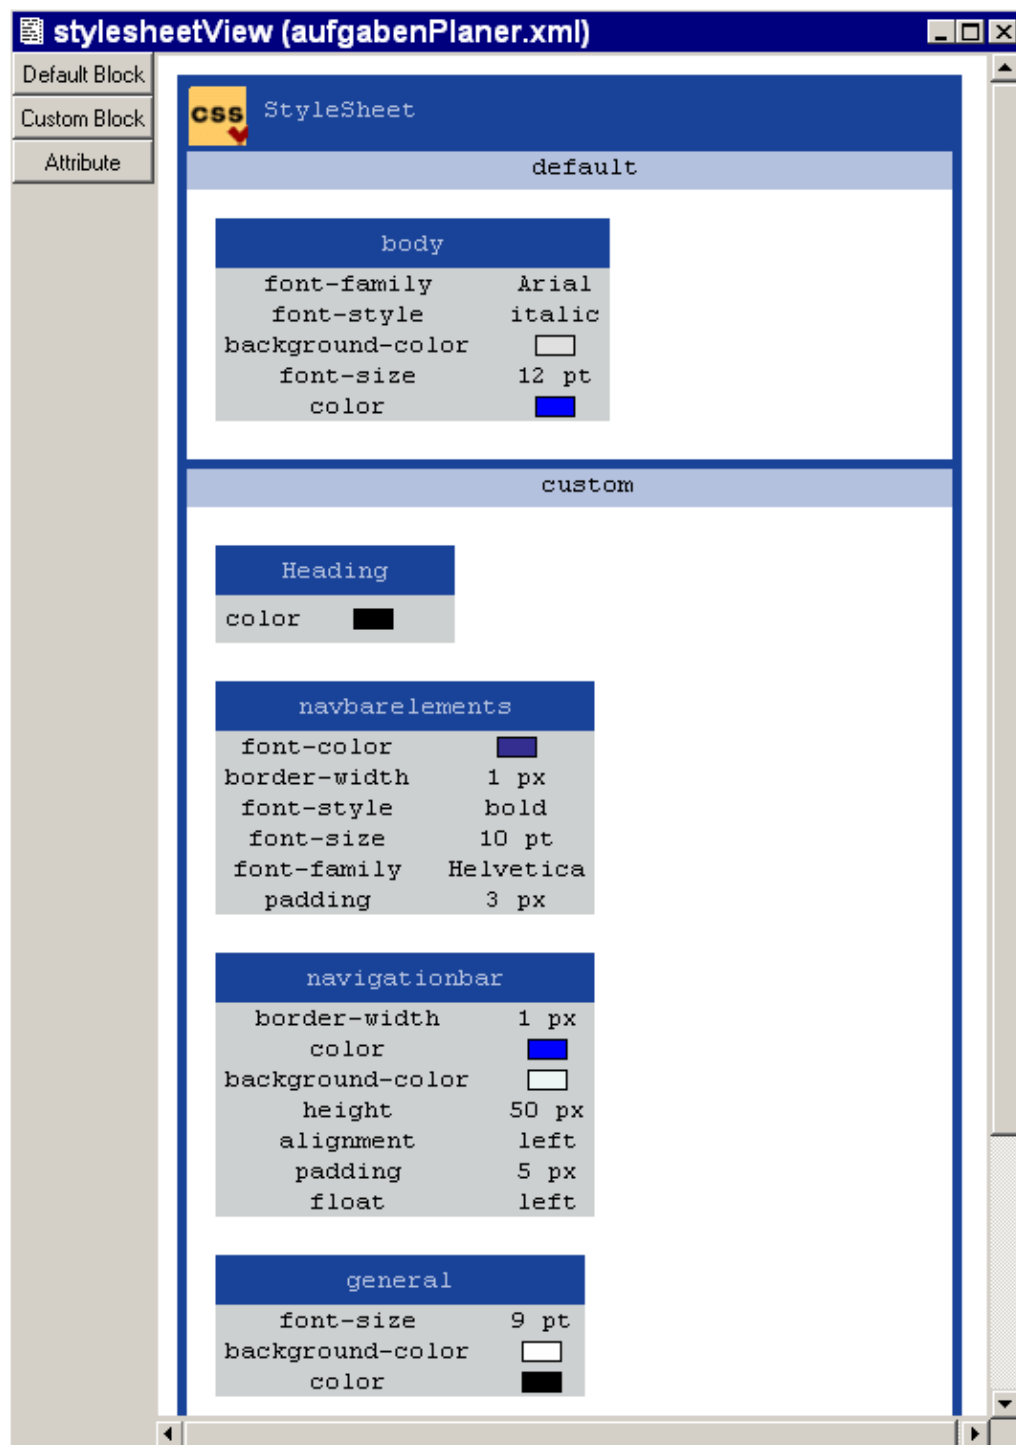 stylesheetView (aufgabenPlaner.xml)
Default Block
Custom Block
Attribute
css StyleSheet
default
body
font-family Arial
font-style italic
background-color
font-size 12 pt
color
custom
Heading
color
navbarelements
font-color
border-width 1 px
font-style bold
font-size 10 pt
font-family Helvetica
padding 3 px
navigationbar
border-width 1 px
color
background-color
height 50 px
alignment left
padding 5 px
float left
general
font-size 9 pt
background-color
color